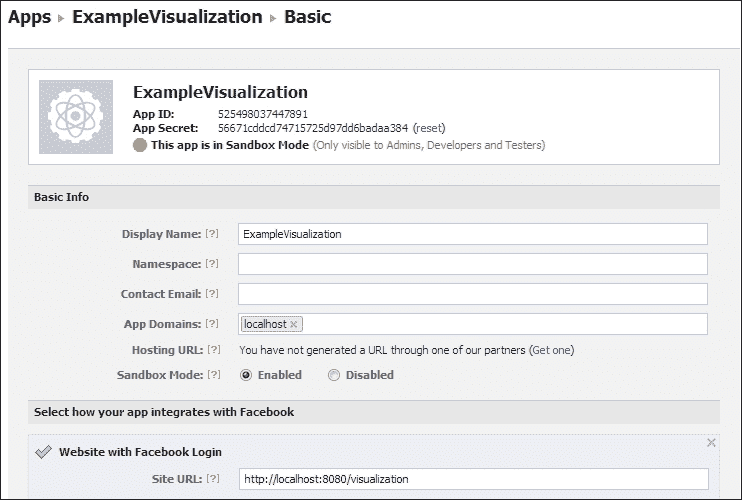 Apps ▸ ExampleVisualization ▸ Basic
ExampleVisualization
App ID: 525498037447891
App Secret: 56671cddcd74715725d97dd6badaa384 (reset)
This app is in Sandbox Mode (Only visible to Admins, Developers and Testers)
Basic Info
Display Name: [?] ExampleVisualization
Namespace: [?]
Contact Email: [?]
App Domains: [?] localhost ×
Hosting URL: [?] You have not generated a URL through one of our partners (Get one)
Sandbox Mode: [?] Enabled Disabled
Select how your app integrates with Facebook
Website with Facebook Login ×
Site URL: [?] http://localhost:8080/visualization